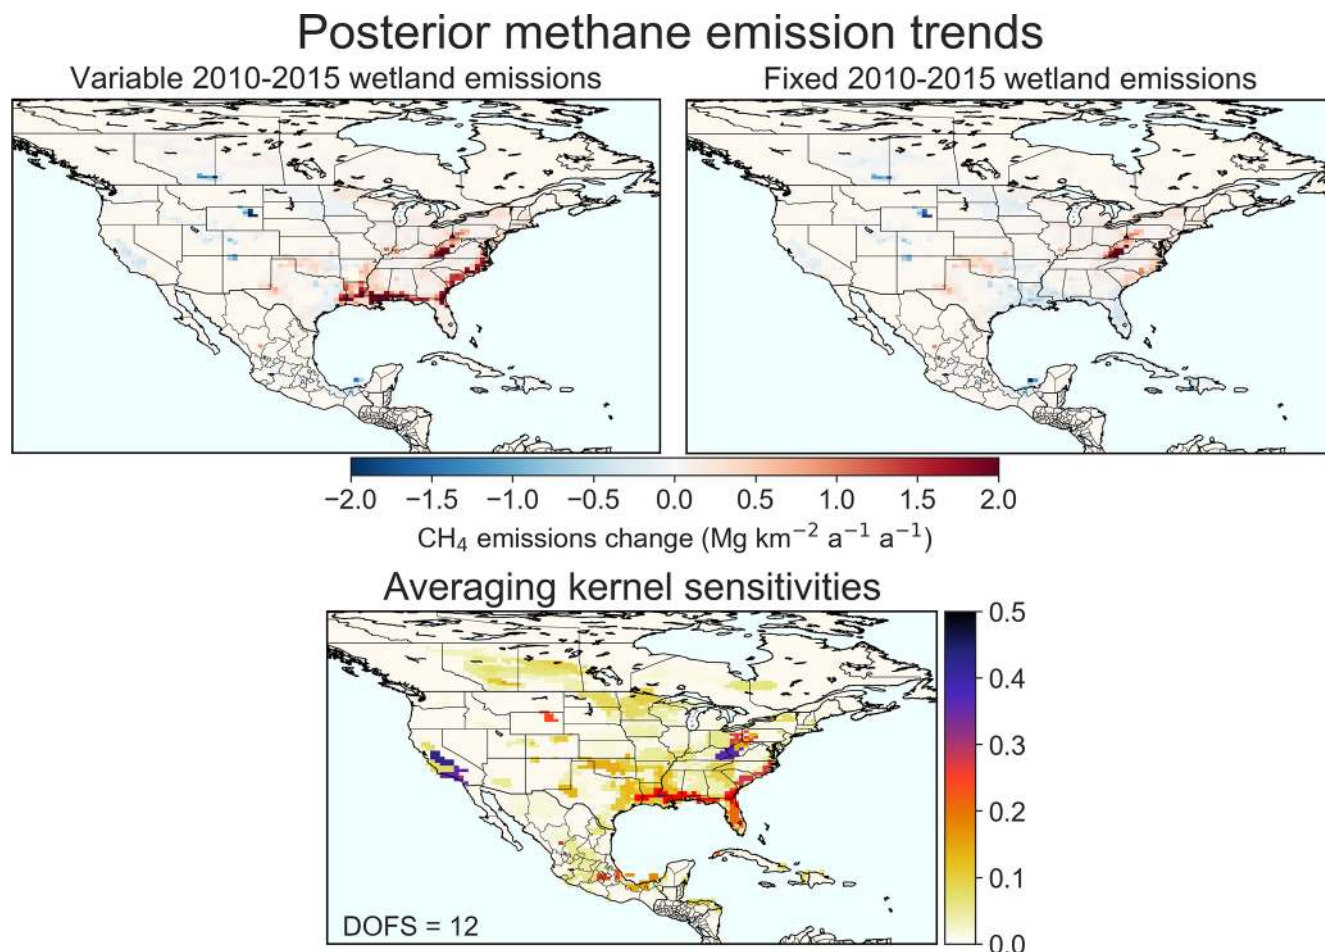 Posterior methane emission trends
Variable 2010-2015 wetland emissions
Fixed 2010-2015 wetland emissions
−2.0 −1.5 −1.0 −0.5 0.0 0.5 1.0 1.5 2.0
CH₄ emissions change (Mg km⁻² a⁻¹ a⁻¹)
Averaging kernel sensitivities
0.5
0.4
0.3
0.2
0.1
0.0
DOFS = 12